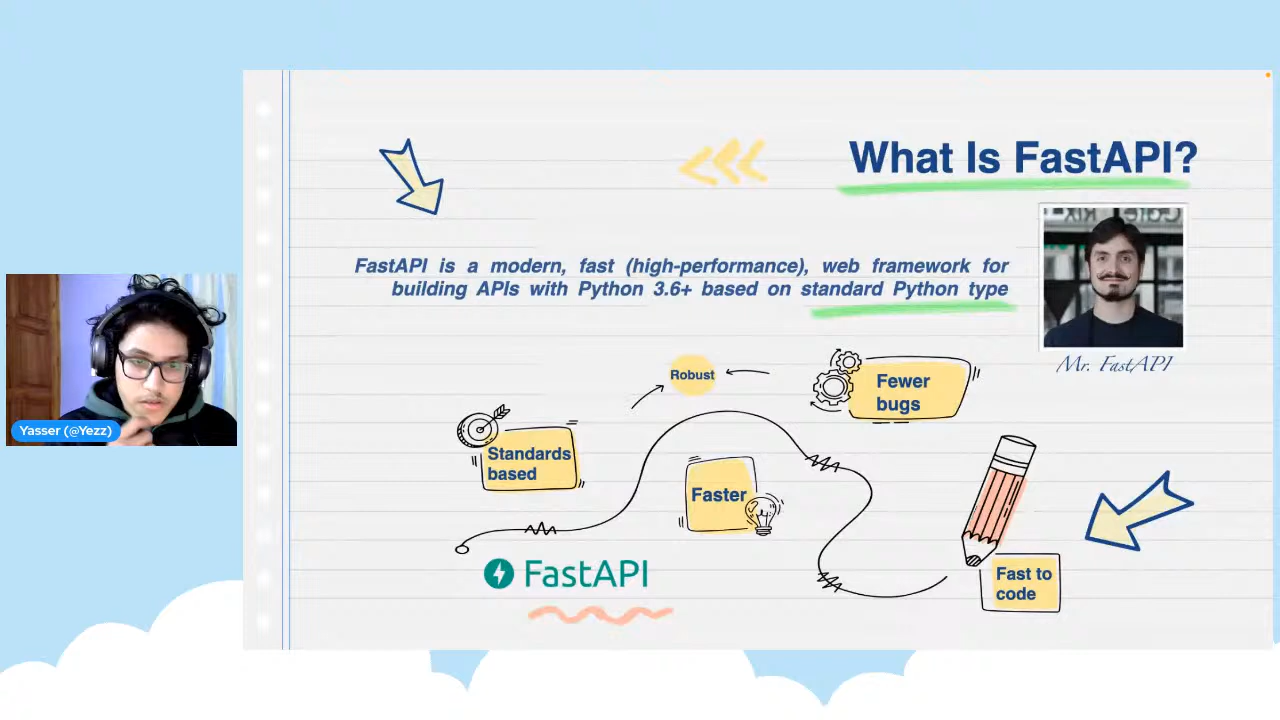 What Is FastAPI?
FastAPI is a modern, fast (high-performance), web framework for
building APIs with Python 3.6+ based on standard Python type
Mr. FastAPI
Robust
Fewer
bugs
Standards
based
Faster
Fast to
code
FastAPI
Yasser (@Yezz)